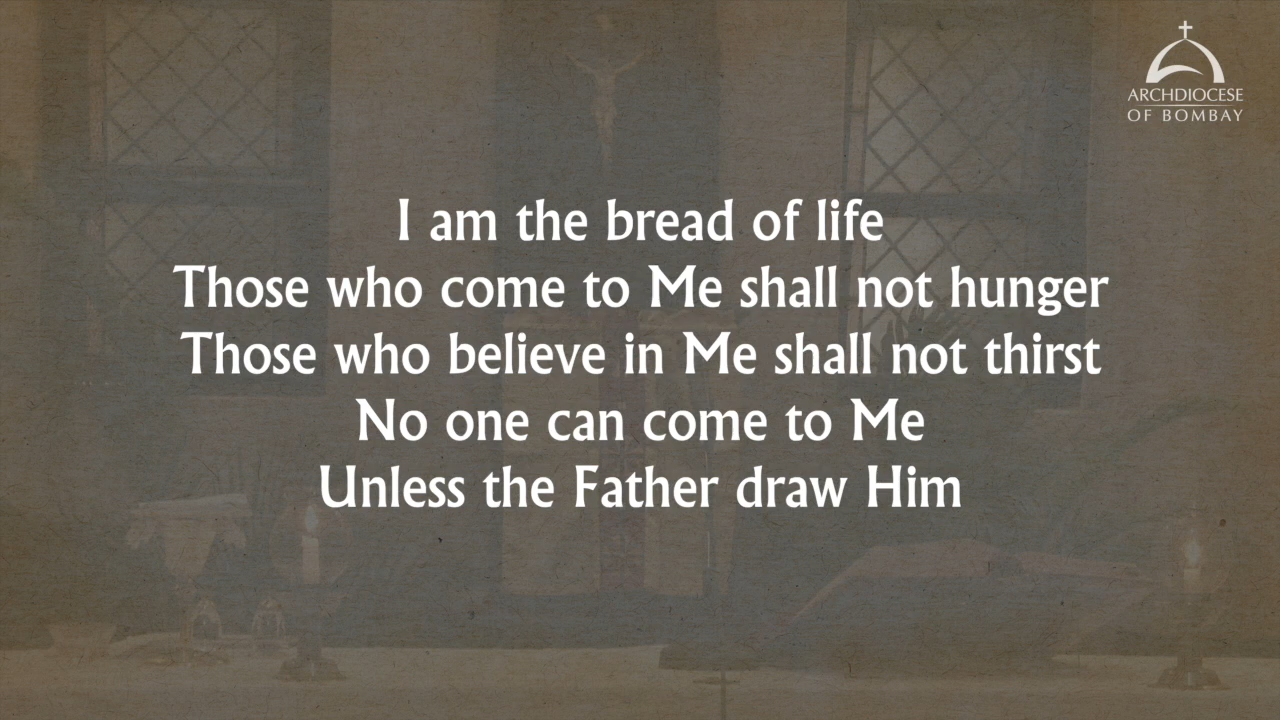 ARCHDIOCESE
OF BOMBAY
I am the bread of life
Those who come to Me shall not hunger
Those who believe in Me shall not thirst
No one can come to Me
Unless the Father draw Him